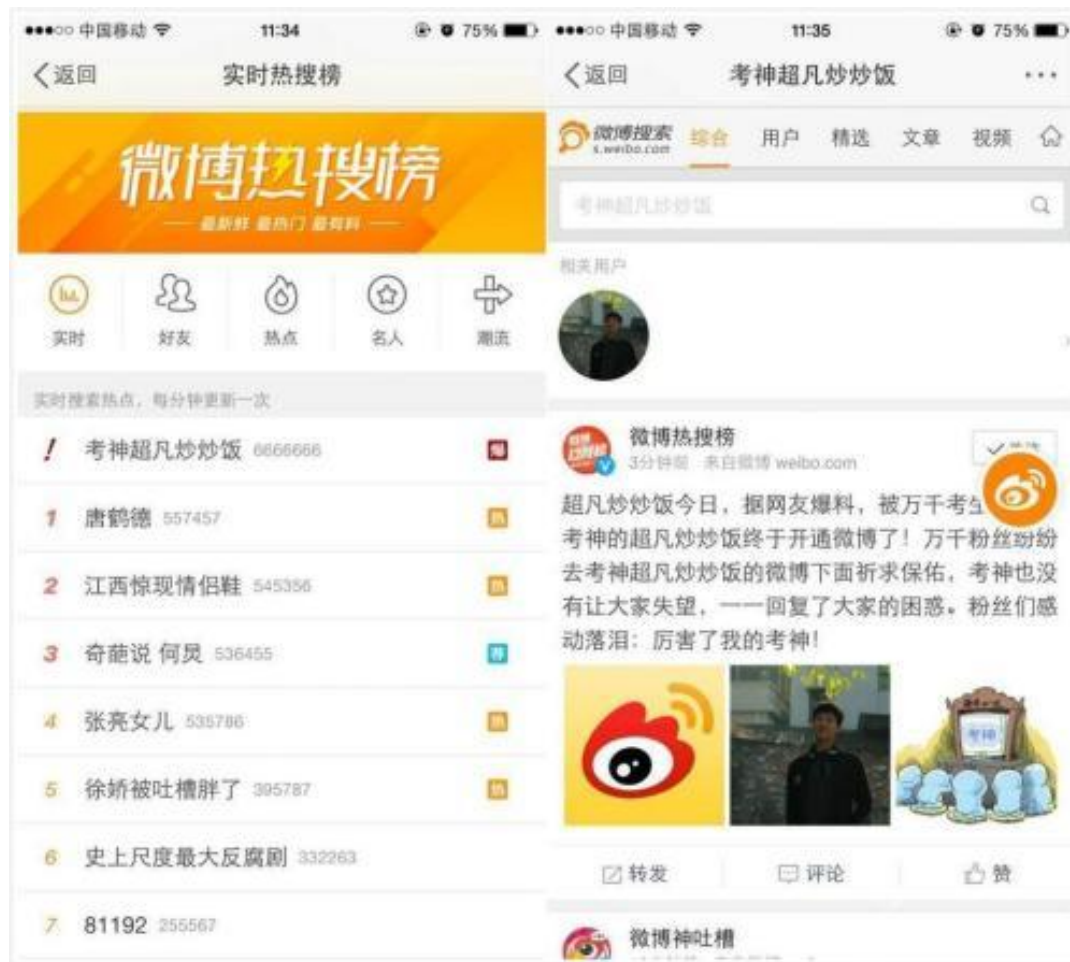 中国移动
11:34
75%
返回
实时热搜榜
微博热搜榜
最新鲜 最热门 最有料
实时
好友
热点
名人
潮流
实时搜索热点，每分钟更新一次
考神超凡炒炒饭 6666666
爆
1 唐鹤德 557457
热
2 江西惊现情侣鞋 545356
热
3 奇葩说 何炅 536455
荐
4 张亮女儿 535786
热
5 徐娇被吐槽胖了 395787
热
6 史上尺度最大反腐剧 332263
7 81192 255567
中国移动
11:35
75%
返回
考神超凡炒炒饭
微博搜索
s.weibo.com
综合
用户
精选
文章
视频
考神超凡炒炒饭
相关用户
微博热搜榜
3分钟前 来自微博 weibo.com
超凡炒炒饭今日，据网友爆料，被万千考生
考神的超凡炒炒饭终于开通微博了！万千粉丝纷纷
去考神超凡炒炒饭的微博下面祈求保佑，考神也没
有让大家失望，一一回复了大家的困惑。粉丝们感
动落泪：厉害了我的考神！
考神
转发
评论
赞
微博神吐槽